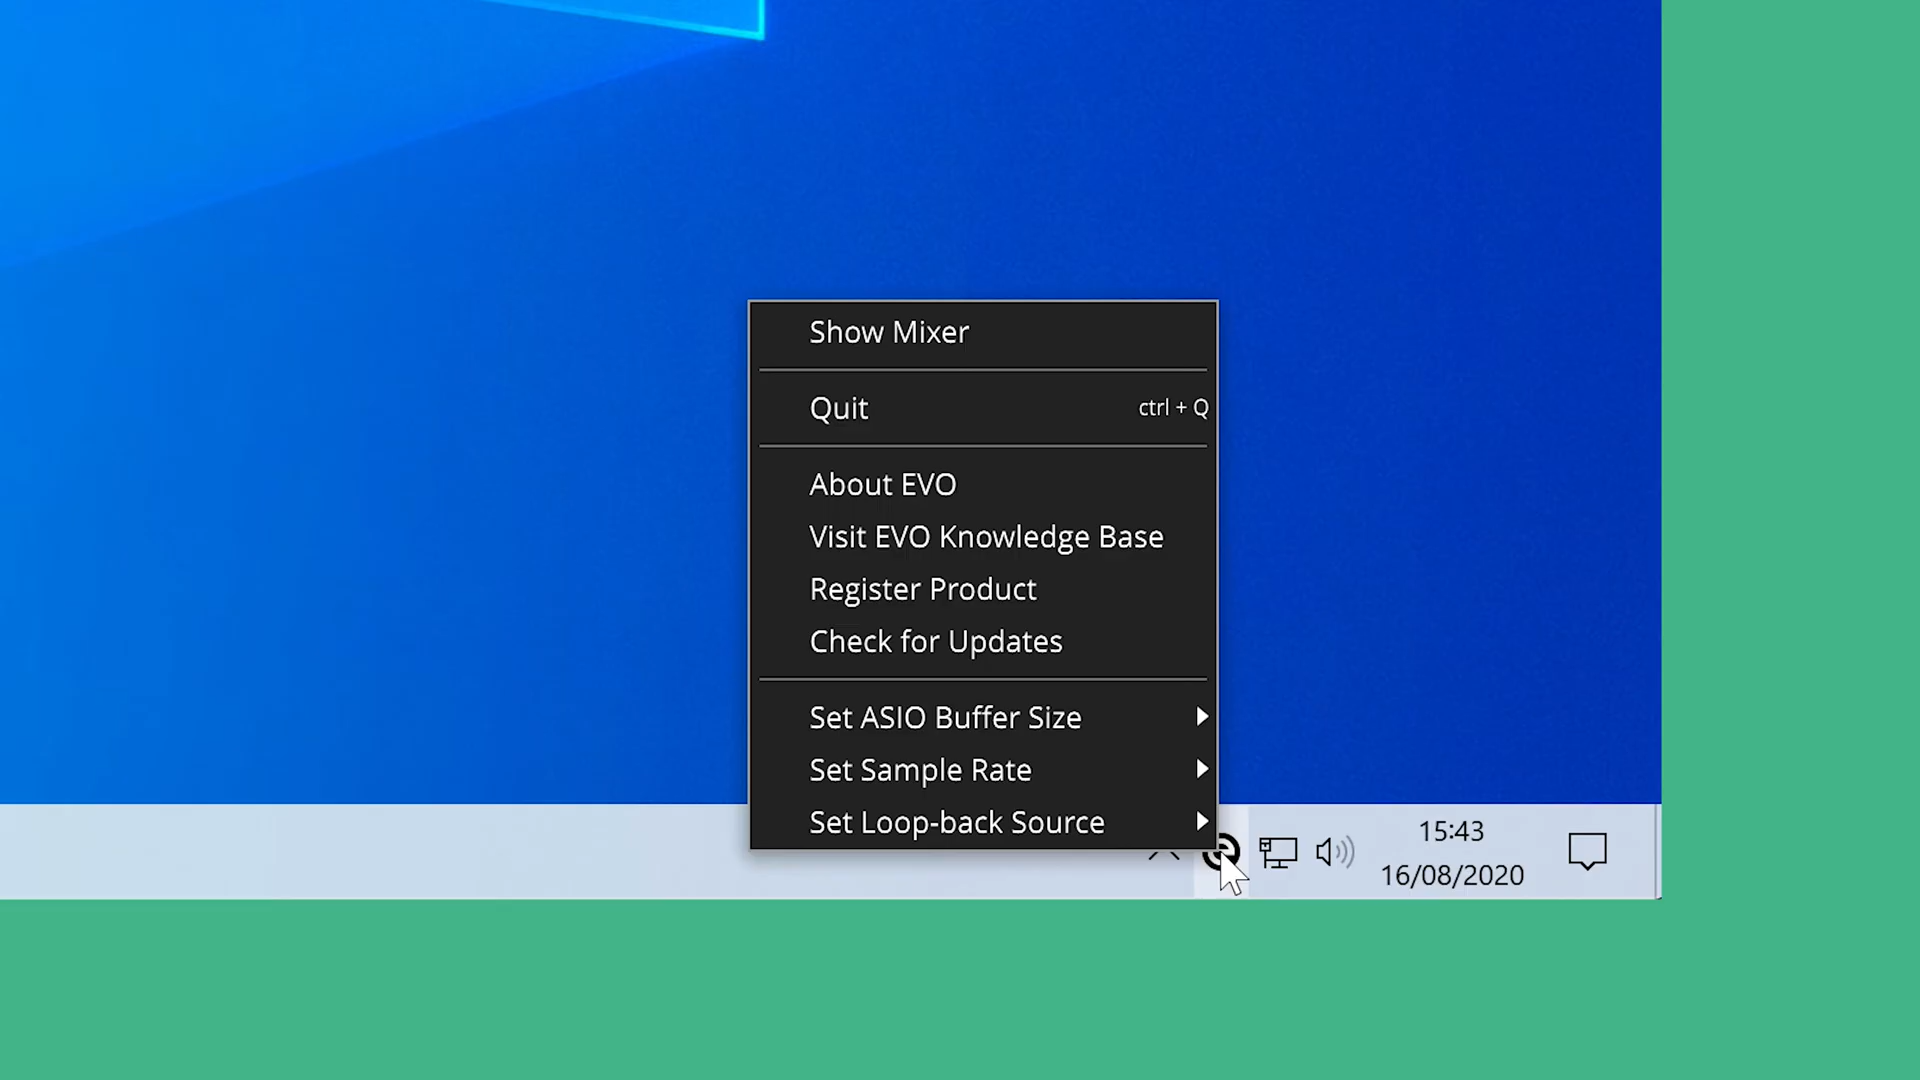 Show Mixer
Quit ctrl + Q
About EVO
Visit EVO Knowledge Base
Register Product
Check for Updates
Set ASIO Buffer Size
Set Sample Rate
Set Loop-back Source
15:43
16/08/2020